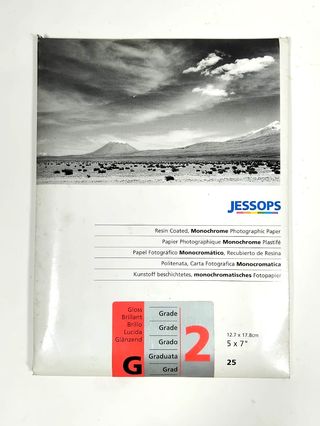 JESSOPS
Resin Coated, Monochrome Photographic Paper
Papier Photographique Monochrome Plastifé
Papel Fotográfico Monocromático, Recubierto de Resina
Politenata, Carta Fotográfica Monocromatica
Kunstoff beschichtetes, monochromatisches Fotopapier
Gloss
Brillant
Brillo
Lucida
Glänzend
G
Grade
Grade
Grado
Graduata
Grad
2
12.7 x 17.8cm
5 x 7"
25